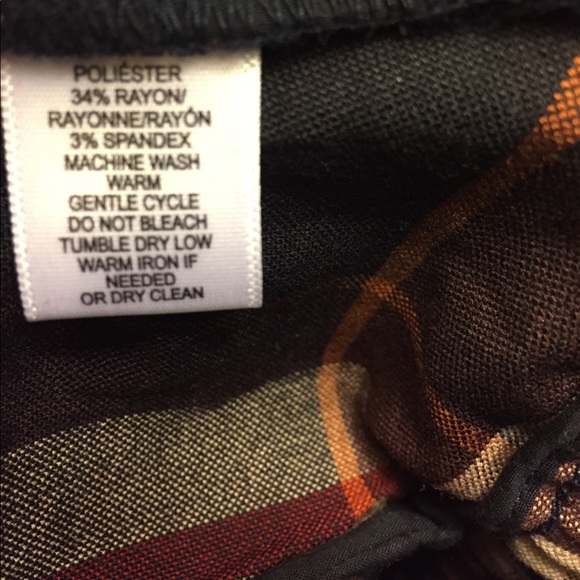 POLIÉSTER
34% RAYON/
RAYONNE/RAYÓN
3% SPANDEX
MACHINE WASH
WARM
GENTLE CYCLE
DO NOT BLEACH
TUMBLE DRY LOW
WARM IRON IF
NEEDED
OR DRY CLEAN